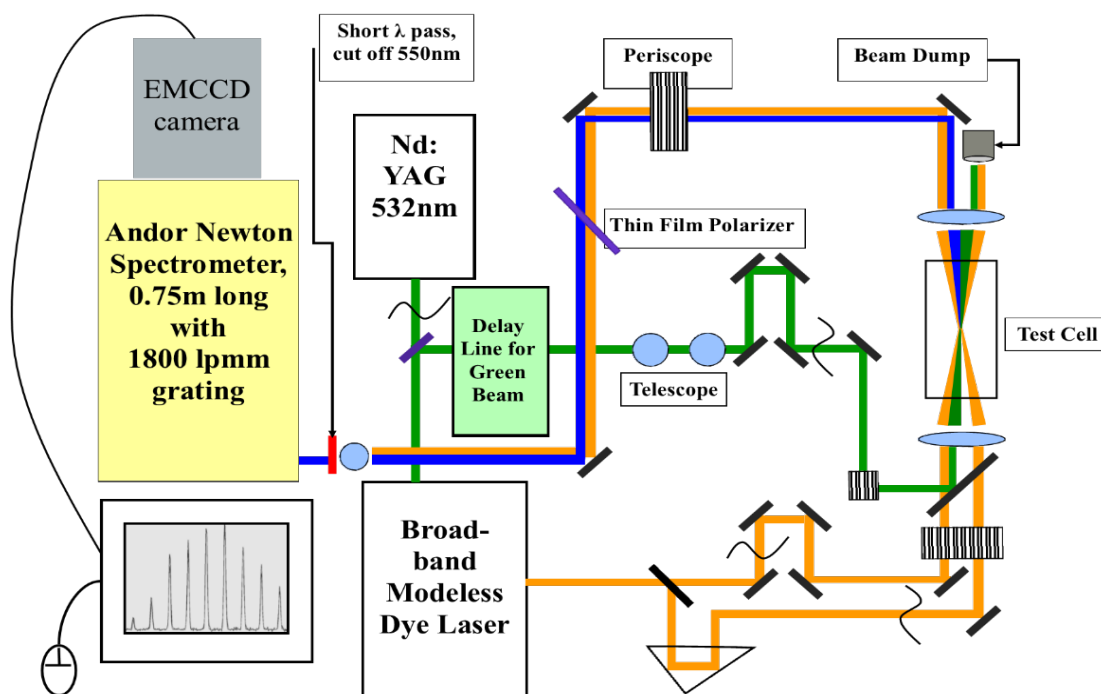 Short λ pass,
cut off 550nm
EMCCD
camera
Periscope
Beam Dump
Nd:
YAG
532nm
Andor Newton
Spectrometer,
0.75m long
with
1800 lpmm
grating
Thin Film Polarizer
Delay
Line for
Green
Beam
Telescope
Test Cell
Broad-
band
Modeless
Dye Laser